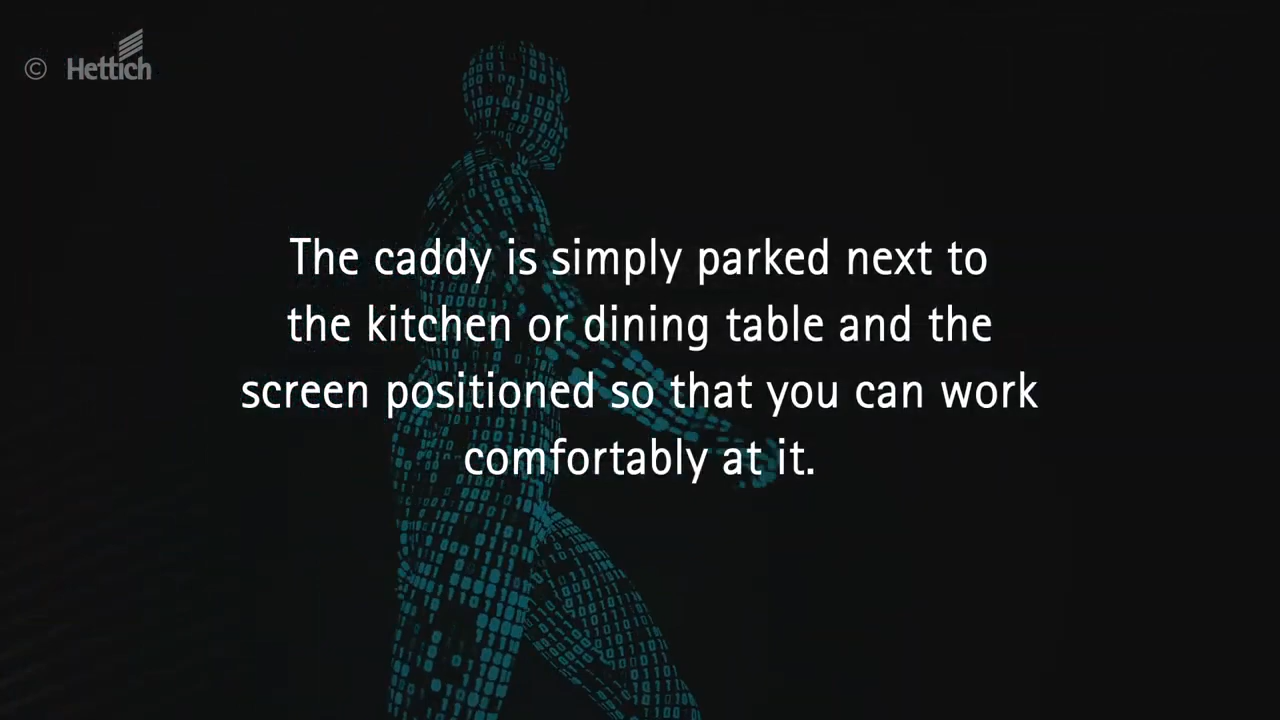 © Hettich
The caddy is simply parked next to
the kitchen or dining table and the
screen positioned so that you can work
comfortably at it.